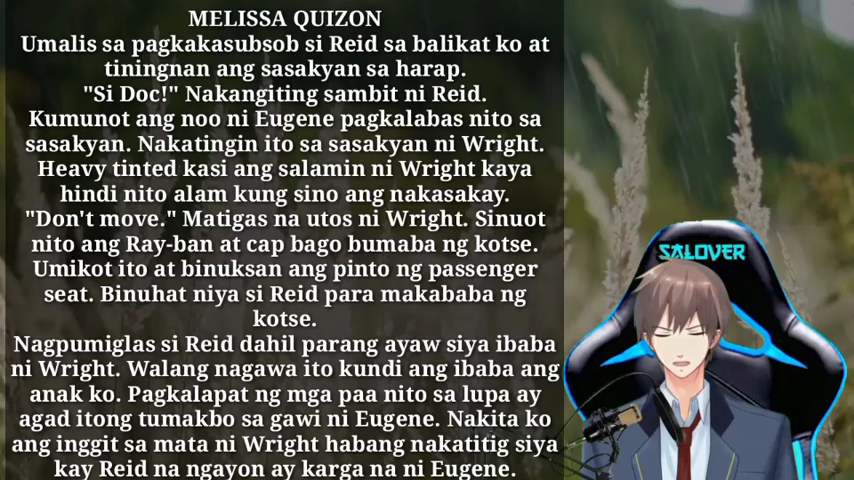 MELISSA QUIZON
Umalis sa pagkakasubsob si Reid sa balikat ko at
tiningnan ang sasakyan sa harap.
"Si Doc!" Nakangiting sambit ni Reid.
Kumunot ang noo ni Eugene pagkalabas nito sa
sasakyan. Nakatingin ito sa sasakyan ni Wright.
Heavy tinted kasi ang salamin ni Wright kaya
hindi nito alam kung sino ang nakasakay.
"Don't move." Matigas na utos ni Wright. Sinuot
nito ang Ray-ban at cap bago bumaba ng kotse.
Umikot ito at binuksan ang pinto ng passenger
seat. Binuhat niya si Reid para makababa ng
kotse.
Nagpumiglas si Reid dahil parang ayaw siya ibaba
ni Wright. Walang nagawa ito kundi ang ibaba ang
anak ko. Pagkalapat ng mga paa nito sa lupa ay
agad itong tumakbo sa gawi ni Eugene. Nakita ko
ang inggit sa mata ni Wright habang nakatitig siya
kay Reid na ngayon ay karga na ni Eugene.
SALOVER